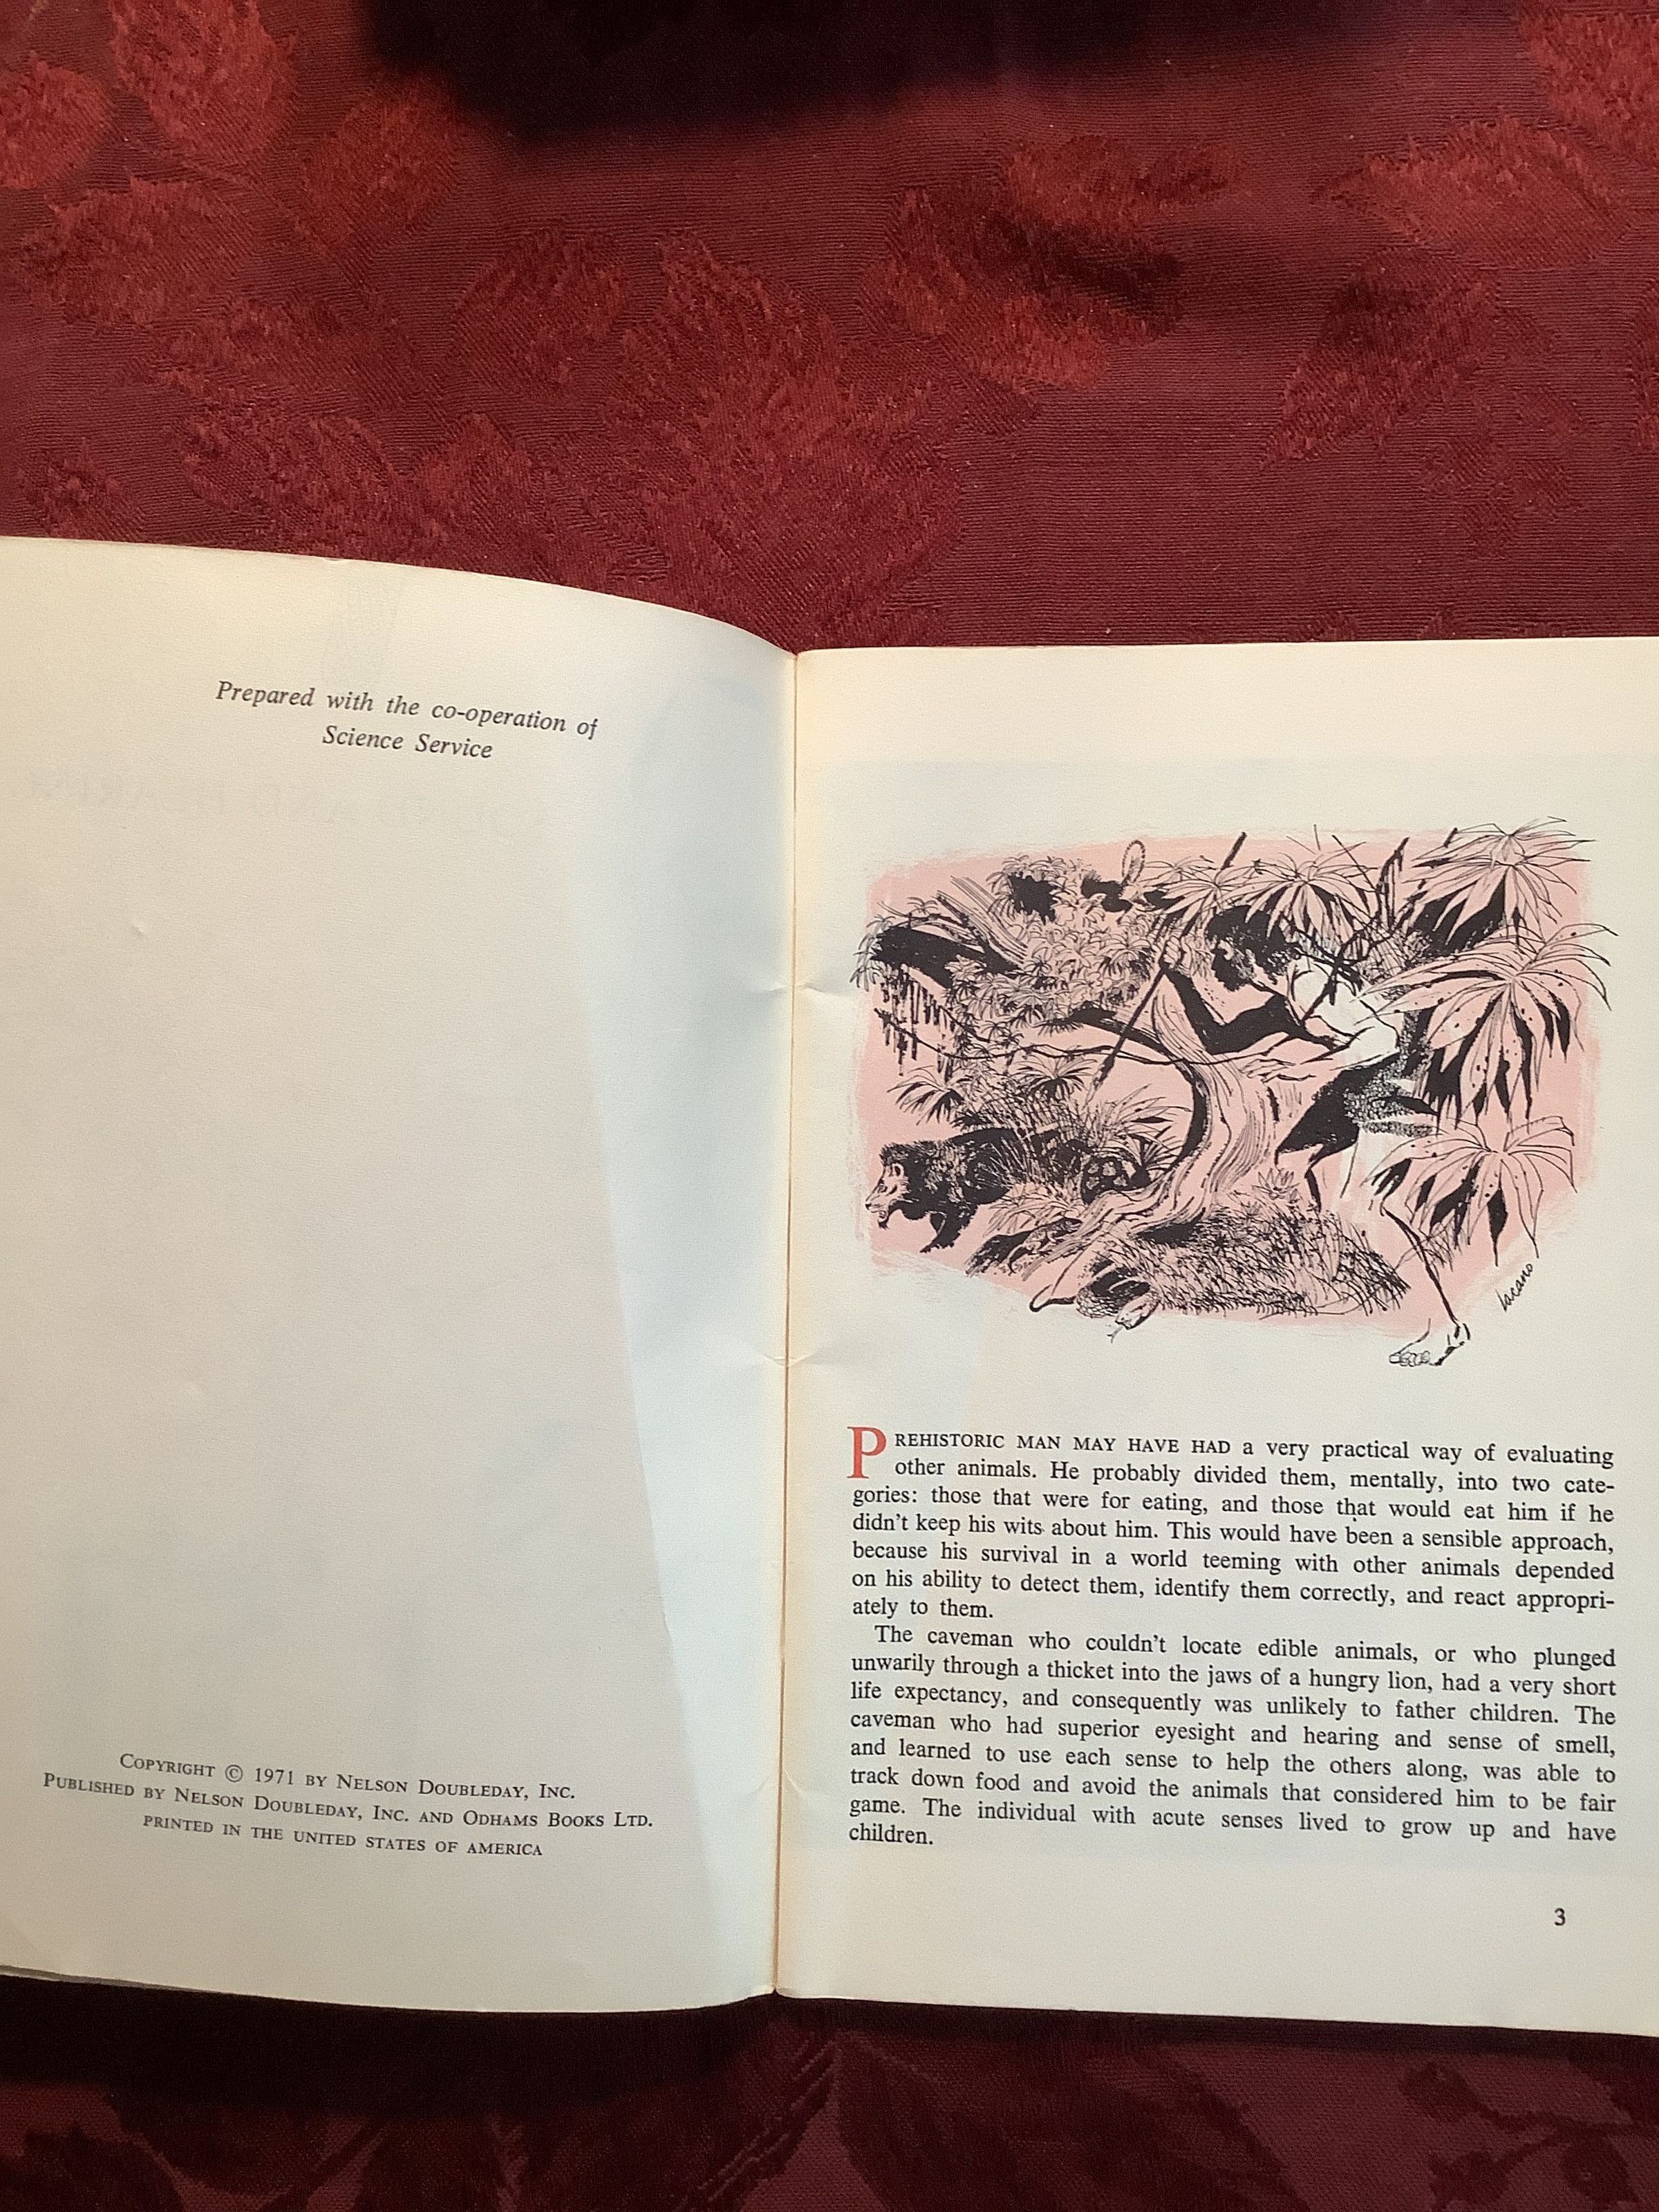 Prepared with the co-operation of
Science Service
COPYRIGHT © 1971 BY NELSON DOUBLEDAY, INC.
PUBLISHED BY NELSON DOUBLEDAY, INC. AND ODHAMS BOOKS LTD.
PRINTED IN THE UNITED STATES OF AMERICA
PREHISTORIC MAN MAY HAVE HAD a very practical way of evaluating
other animals. He probably divided them, mentally, into two cate-
gories: those that were for eating, and those that would eat him if he
didn't keep his wits about him. This would have been a sensible approach,
because his survival in a world teeming with other animals depended
on his ability to detect them, identify them correctly, and react appropri-
ately to them.
The caveman who couldn't locate edible animals, or who plunged
unwarily through a thicket into the jaws of a hungry lion, had a very short
life expectancy, and consequently was unlikely to father children. The
caveman who had superior eyesight and hearing and sense of smell,
and learned to use each sense to help the others along, was able to
track down food and avoid the animals that considered him to be fair
game. The individual with acute senses lived to grow up and have
children.
3